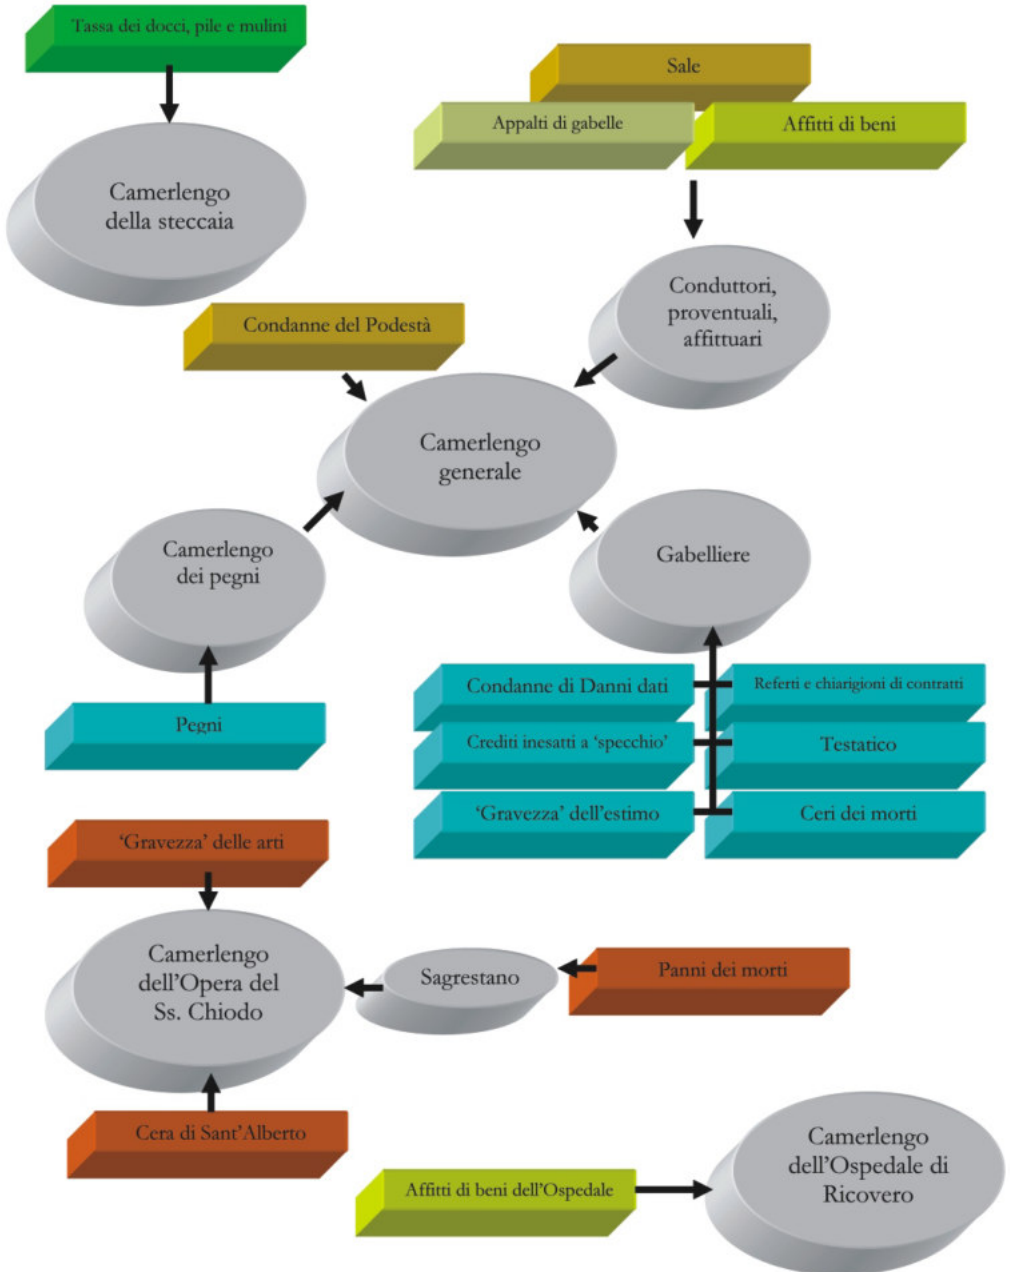 Tassa dei docci, pile e mulini
Sale
Appalti di gabelle
Affitti di beni
Camerlengo
della steccaia
Conduttori,
proventuali,
affittuari
Condanne del Podestà
Camerlengo
generale
Camerlengo
dei pegni
Gabelliere
Condanne di Danni dati
Referti e chiarigioni di contratti
Pegni
Crediti inesatti a ‘specchio’
Testatico
‘Gravezza’ dell’estimo
Ceri dei morti
‘Gravezza’ delle arti
Camerlengo
dell’Opera del
Ss. Chiodo
Sagrestano
Panni dei morti
Cera di Sant’Alberto
Camerlengo
dell’Ospedale di
Ricovero
Affitti di beni dell’Ospedale